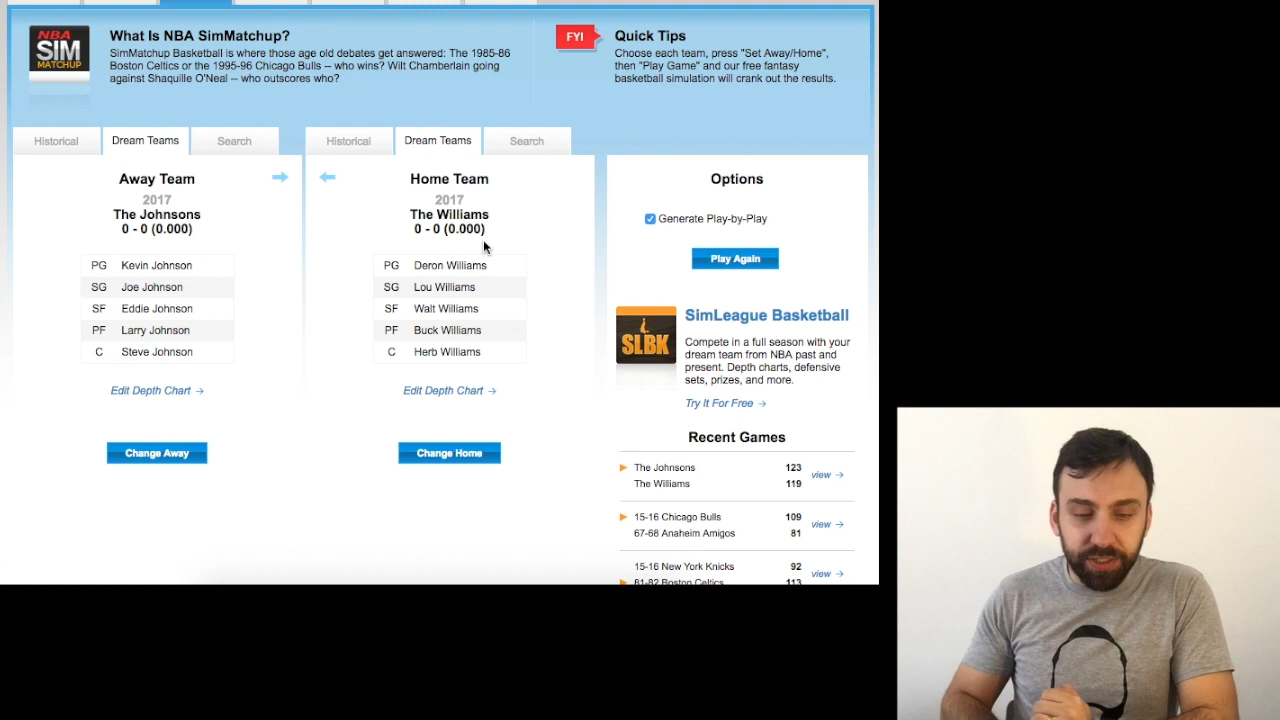 NBA
SIM
MATCHUP
What Is NBA SimMatchup?
SimMatchup Basketball is where those age old debates get answered: The 1985-86
Boston Celtics or the 1995-96 Chicago Bulls -- who wins? Wilt Chamberlain going
against Shaquille O'Neal -- who outscores who?
FYI
Quick Tips
Choose each team, press "Set Away/Home",
then "Play Game" and our free fantasy
basketball simulation will crank out the results.
Historical
Dream Teams
Search
Historical
Dream Teams
Search
Away Team
2017
The Johnsons
0 - 0 (0.000)
PG Kevin Johnson
SG Joe Johnson
SF Eddie Johnson
PF Larry Johnson
C Steve Johnson
Edit Depth Chart →
Change Away
Home Team
2017
The Williams
0 - 0 (0.000)
PG Deron Williams
SG Lou Williams
SF Walt Williams
PF Buck Williams
C Herb Williams
Edit Depth Chart →
Change Home
Options
Generate Play-by-Play
Play Again
SLBK
SimLeague Basketball
Compete in a full season with your
dream team from NBA past and
present. Depth charts, defensive
sets, prizes, and more.
Try It For Free →
Recent Games
The Johnsons 123
view →
The Williams 119
15-16 Chicago Bulls 109
view →
67-68 Anaheim Amigos 81
15-16 New York Knicks 92
view →
81-82 Boston Celtics 113